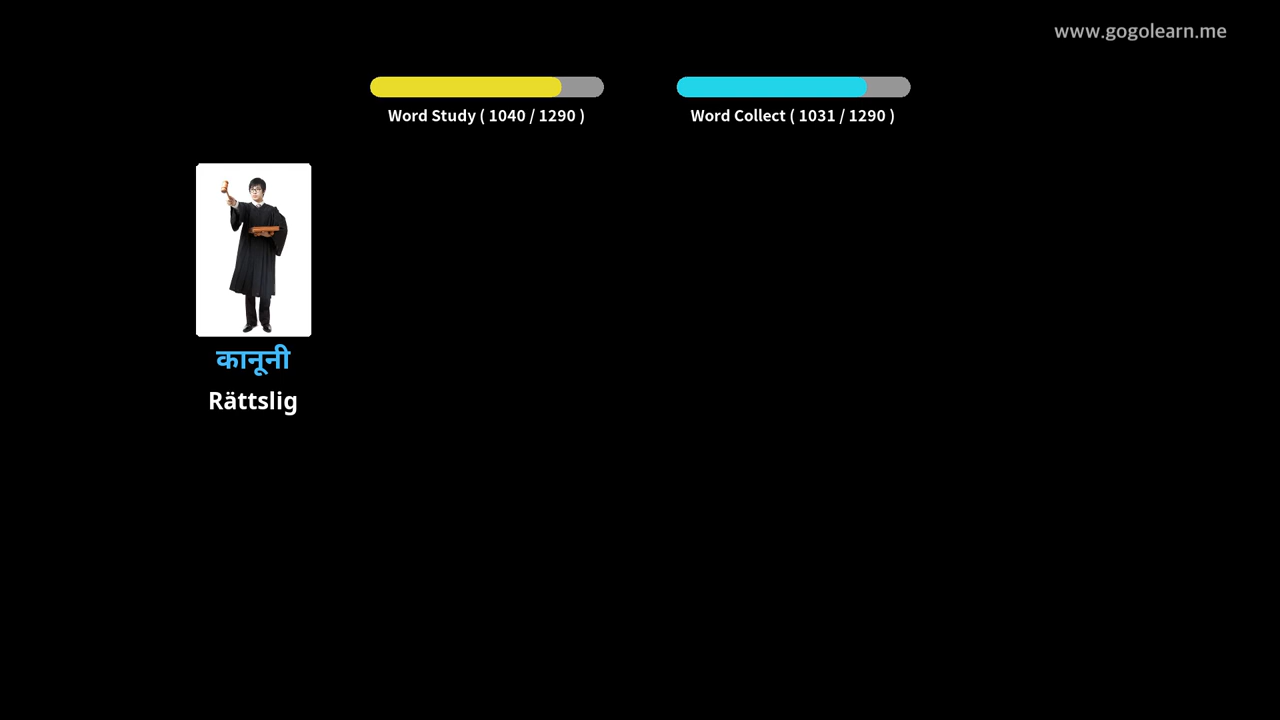 www.gogolearn.me
Word Study ( 1040 / 1290 )
Word Collect ( 1031 / 1290 )
कानूनी
Rättslig